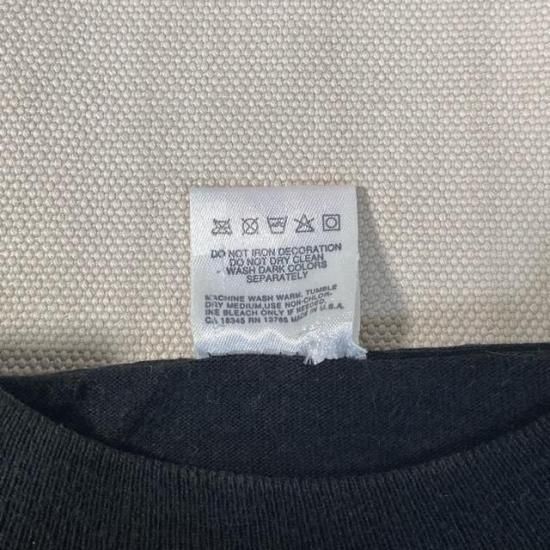 DO NOT IRON DECORATION
DO NOT DRY CLEAN
WASH DARK COLORS
SEPARATELY
MACHINE WASH WARM, TUMBLE
DRY MEDIUM, USE NON-CHLOR-
INE BLEACH ONLY IF NEEDED.
CA 15345 RN 13765 MADE IN U.S.A.